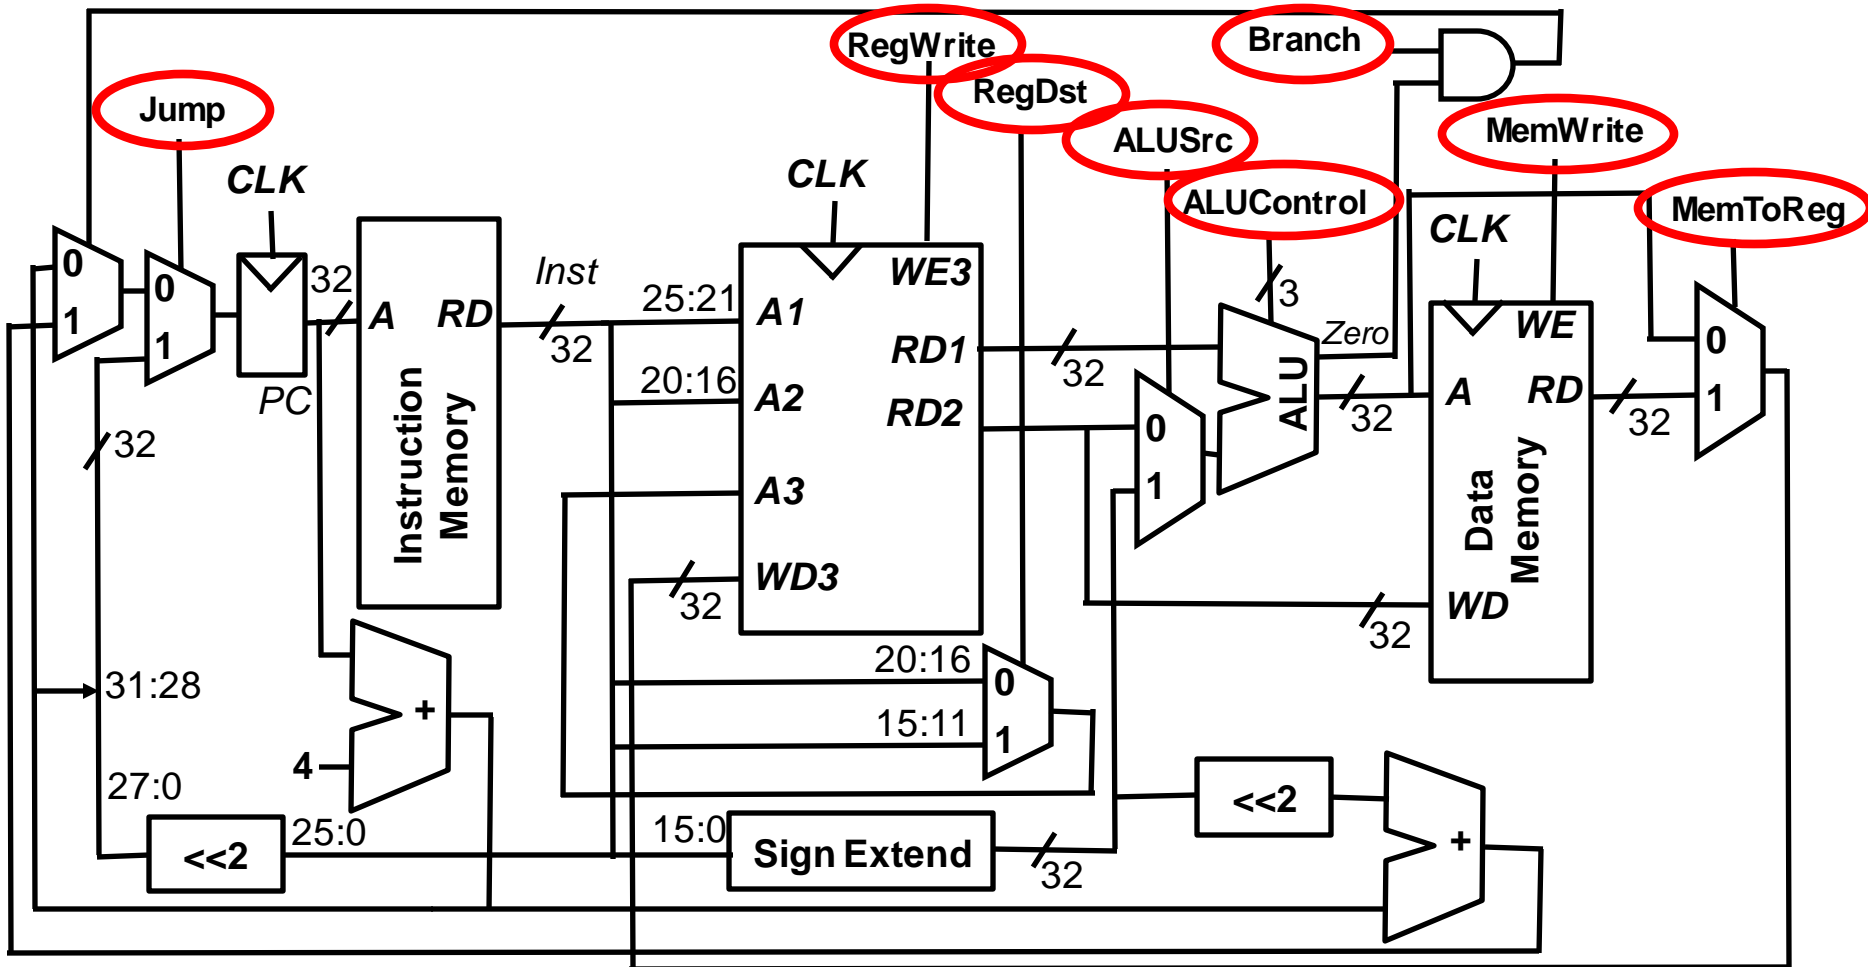 RegWrite
Branch
Jump
RegDst
ALUSrc
MemWrite
ALUControl
MemToReg
CLK
CLK
CLK
0
1
0
1
PC
32
A
RD
Instruction
Memory
Inst
32
25:21
20:16
A1
A2
A3
WD3
WE3
RD1
RD2
32
32
0
1
3
ALU
Zero
32
A
WE
RD
WD
Data
Memory
32
32
0
1
32
31:28
27:0
4
+
<<2
25:0
20:16
15:11
0
1
15:0
Sign Extend
32
<<2
+